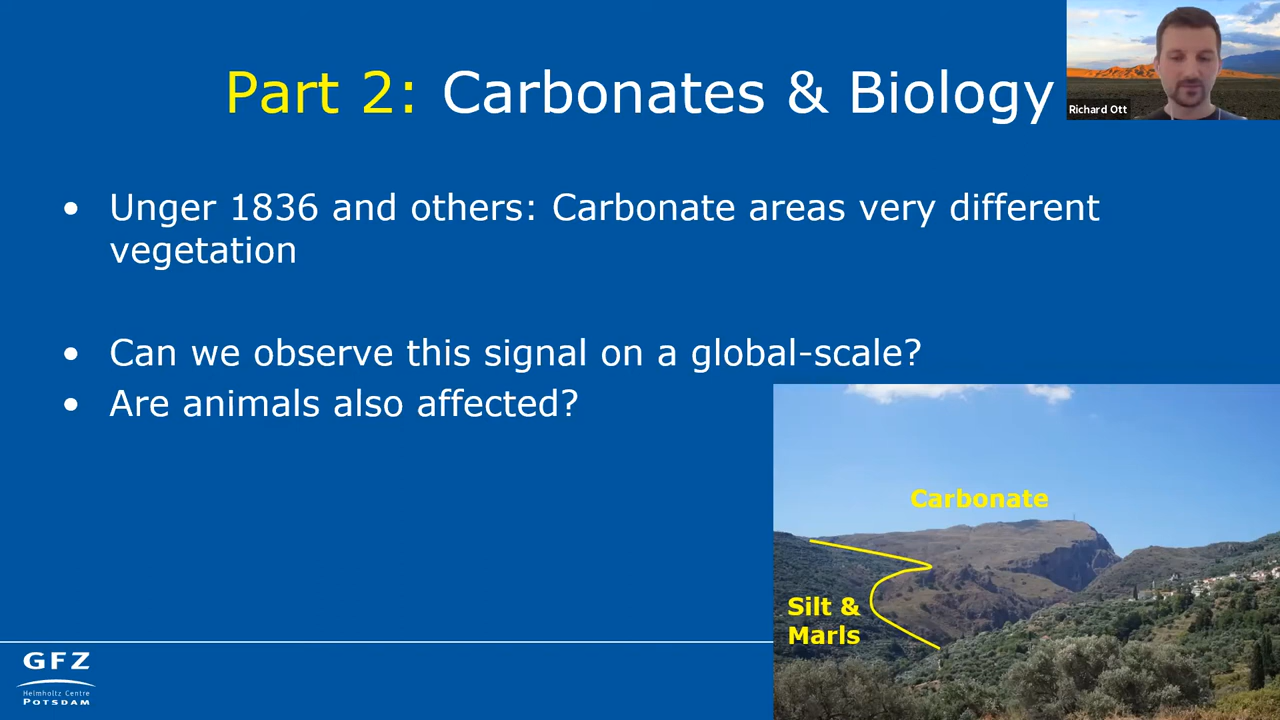 Part 2: Carbonates & Biology
Richard Ott
• Unger 1836 and others: Carbonate areas very different
vegetation
• Can we observe this signal on a global-scale?
• Are animals also affected?
Carbonate
Silt &
Marls
GFZ
Helmholtz Centre
POTSDAM